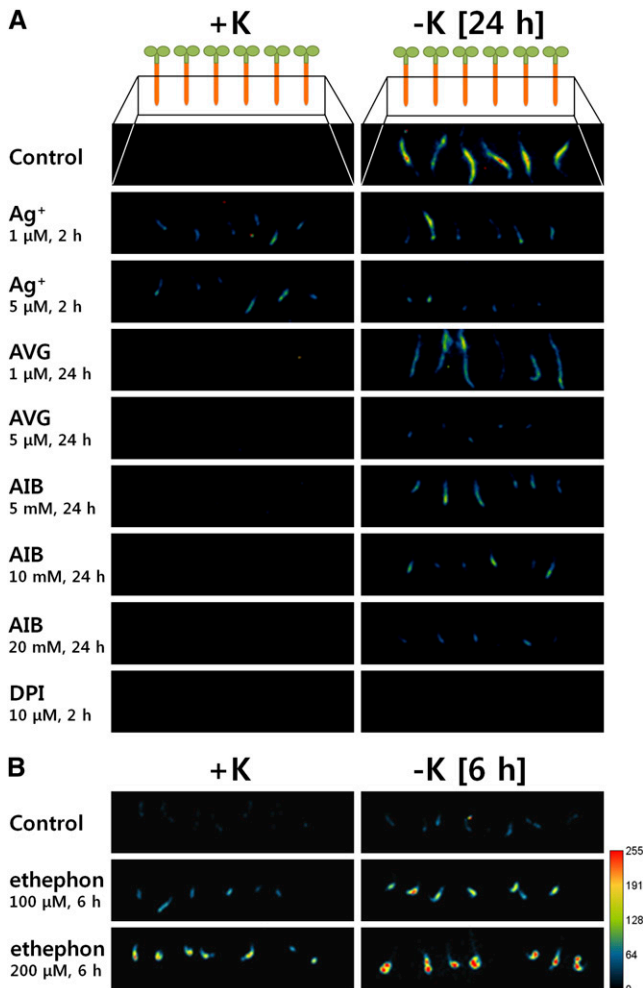 A
+K
-K [24 h]
Control
Ag⁺
1 μM, 2 h
Ag⁺
5 μM, 2 h
AVG
1 μM, 24 h
AVG
5 μM, 24 h
AIB
5 mM, 24 h
AIB
10 mM, 24 h
AIB
20 mM, 24 h
DPI
10 μM, 2 h
B
+K
-K [6 h]
Control
ethephon
100 μM, 6 h
ethephon
200 μM, 6 h
255
191
128
64
0